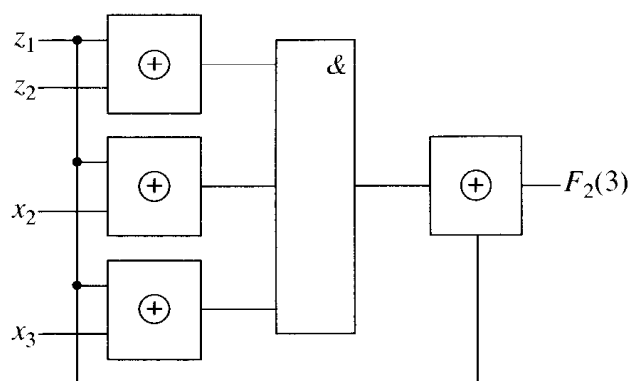 z₁
⊕
&
z₂
⊕
x₂
⊕
F₂(3)
x₃
⊕